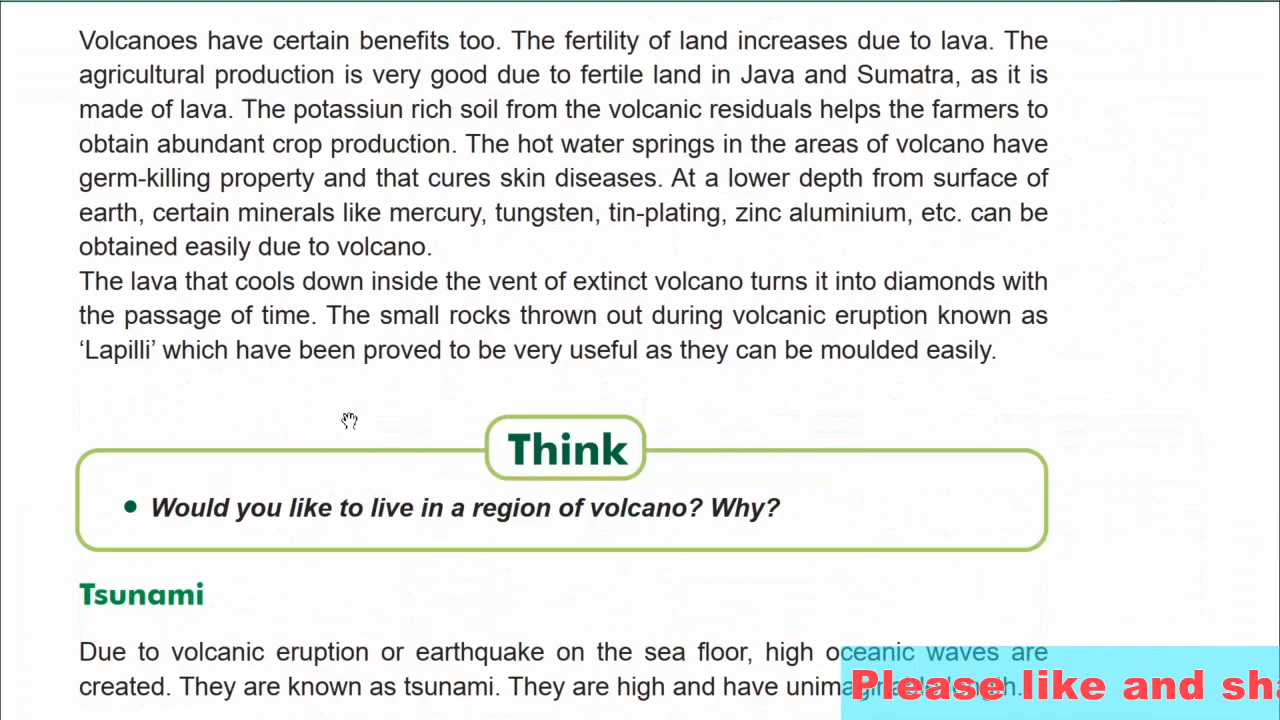 Volcanoes have certain benefits too. The fertility of land increases due to lava. The
agricultural production is very good due to fertile land in Java and Sumatra, as it is
made of lava. The potassiun rich soil from the volcanic residuals helps the farmers to
obtain abundant crop production. The hot water springs in the areas of volcano have
germ-killing property and that cures skin diseases. At a lower depth from surface of
earth, certain minerals like mercury, tungsten, tin-plating, zinc aluminium, etc. can be
obtained easily due to volcano.
The lava that cools down inside the vent of extinct volcano turns it into diamonds with
the passage of time. The small rocks thrown out during volcanic eruption known as
‘Lapilli’ which have been proved to be very useful as they can be moulded easily.
Think
• Would you like to live in a region of volcano? Why?
Tsunami
Due to volcanic eruption or earthquake on the sea floor, high oceanic waves are
created. They are known as tsunami. They are high and have unimaginable length.
Please like and sha